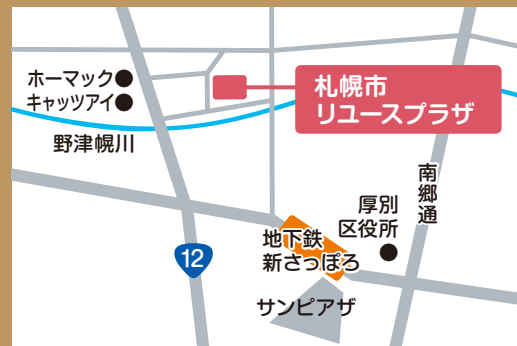 ホーマック●
キャッツアイ●
札幌市
リユースプラザ
野津幌川
南郷通
厚別
区役所
地下鉄
新さっぽろ
12
サンピアザ